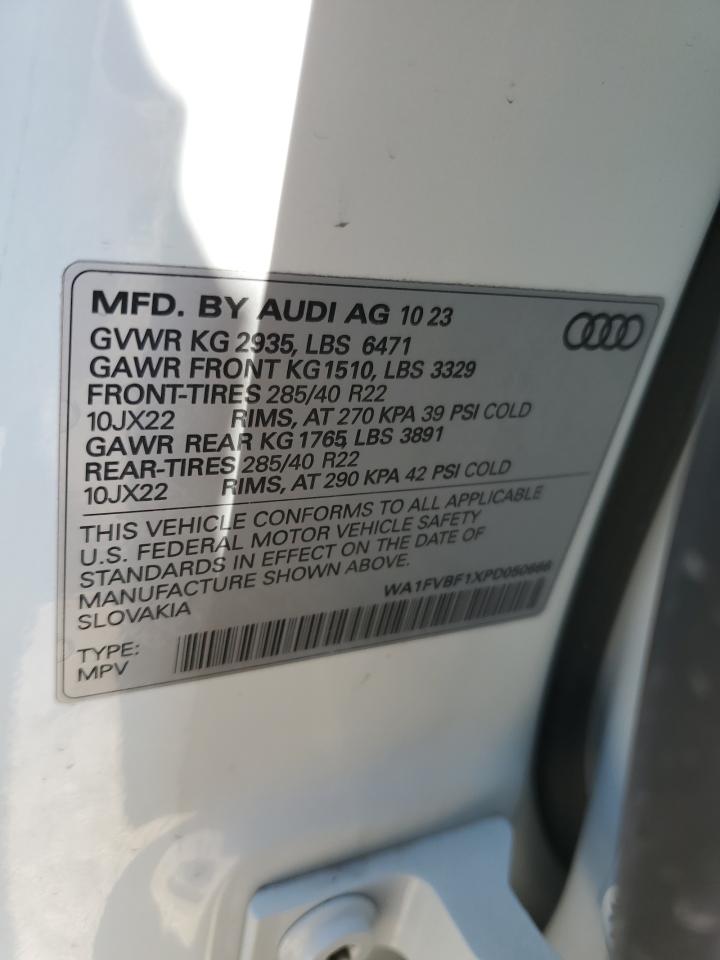 MFD. BY AUDI AG 10 23
GVWR KG 2935, LBS 6471
GAWR FRONT KG 1510, LBS 3329
FRONT-TIRES 285/40 R22
10JX22 RIMS, AT 270 KPA 39 PSI COLD
GAWR REAR KG 1765, LBS 3891
REAR-TIRES 285/40 R22
10JX22 RIMS, AT 290 KPA 42 PSI COLD
THIS VEHICLE CONFORMS TO ALL APPLICABLE
U.S. FEDERAL MOTOR VEHICLE SAFETY
STANDARDS IN EFFECT ON THE DATE OF
MANUFACTURE SHOWN ABOVE.
SLOVAKIA
WA1FVBF1XPD050666
TYPE:
MPV